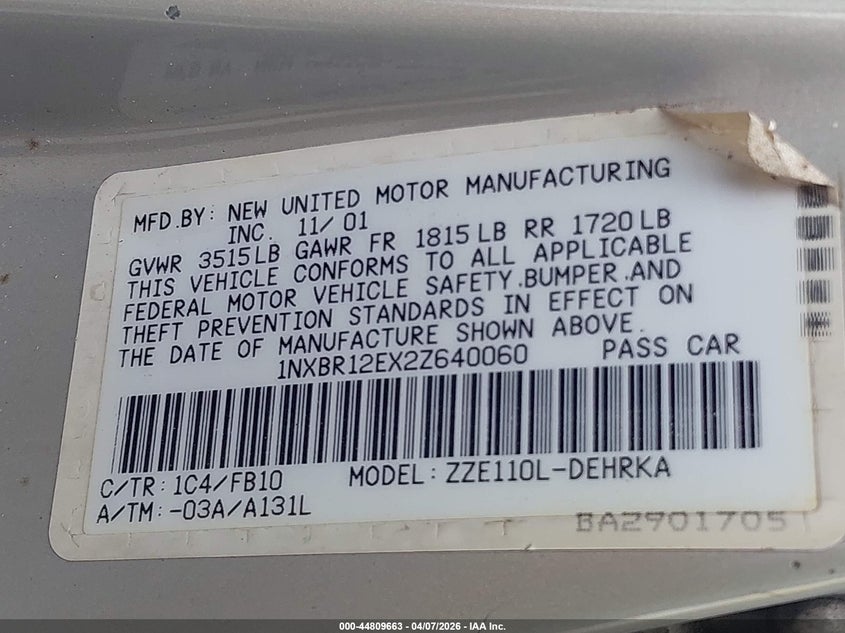 MFD.BY: NEW UNITED MOTOR MANUFACTURING
INC. 11/01
GVWR 3515LB GAWR FR 1815LB RR 1720LB
THIS VEHICLE CONFORMS TO ALL APPLICABLE
FEDERAL MOTOR VEHICLE SAFETY.BUMPER.AND
THEFT PREVENTION STANDARDS IN EFFECT ON
THE DATE OF MANUFACTURE SHOWN ABOVE.
1NXBR12EX2Z640060 PASS CAR
C/TR: 1C4/FB10 MODEL: ZZE110L-DEHRKA
A/TM: -03A/A131L
BA2901705
000-44809663 - 04/07/2026 - IAA Inc.